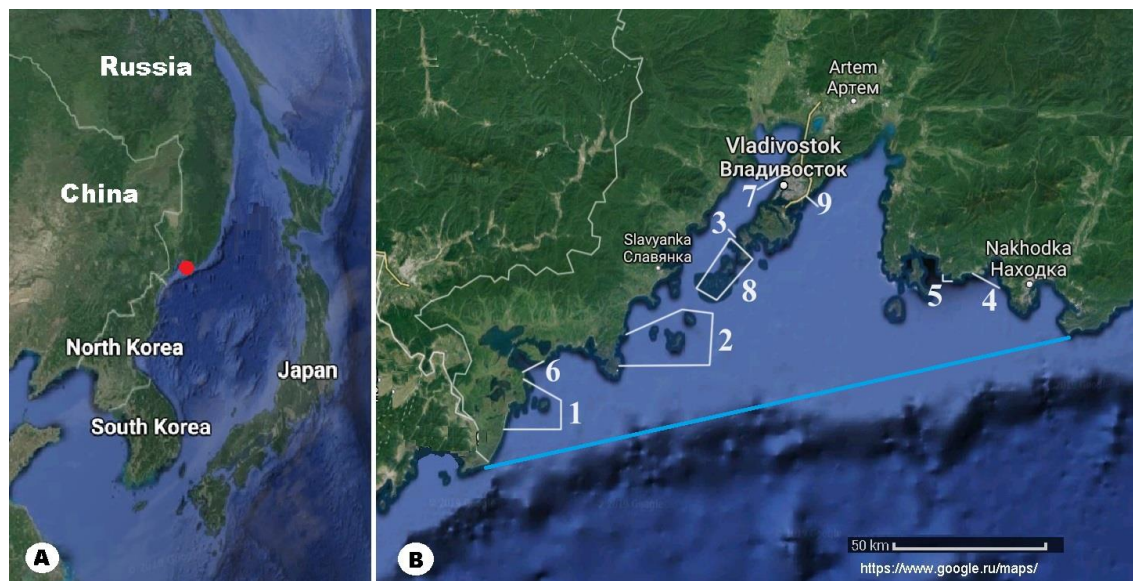 Russia
China
North Korea
South Korea
Japan
A
Artem
Артем
Vladivostok
Владивосток
7
9
3
Slavyanka
Славянка
8
Nakhodka
Находка
5
4
2
6
1
50 km
https://www.google.ru/maps/
B